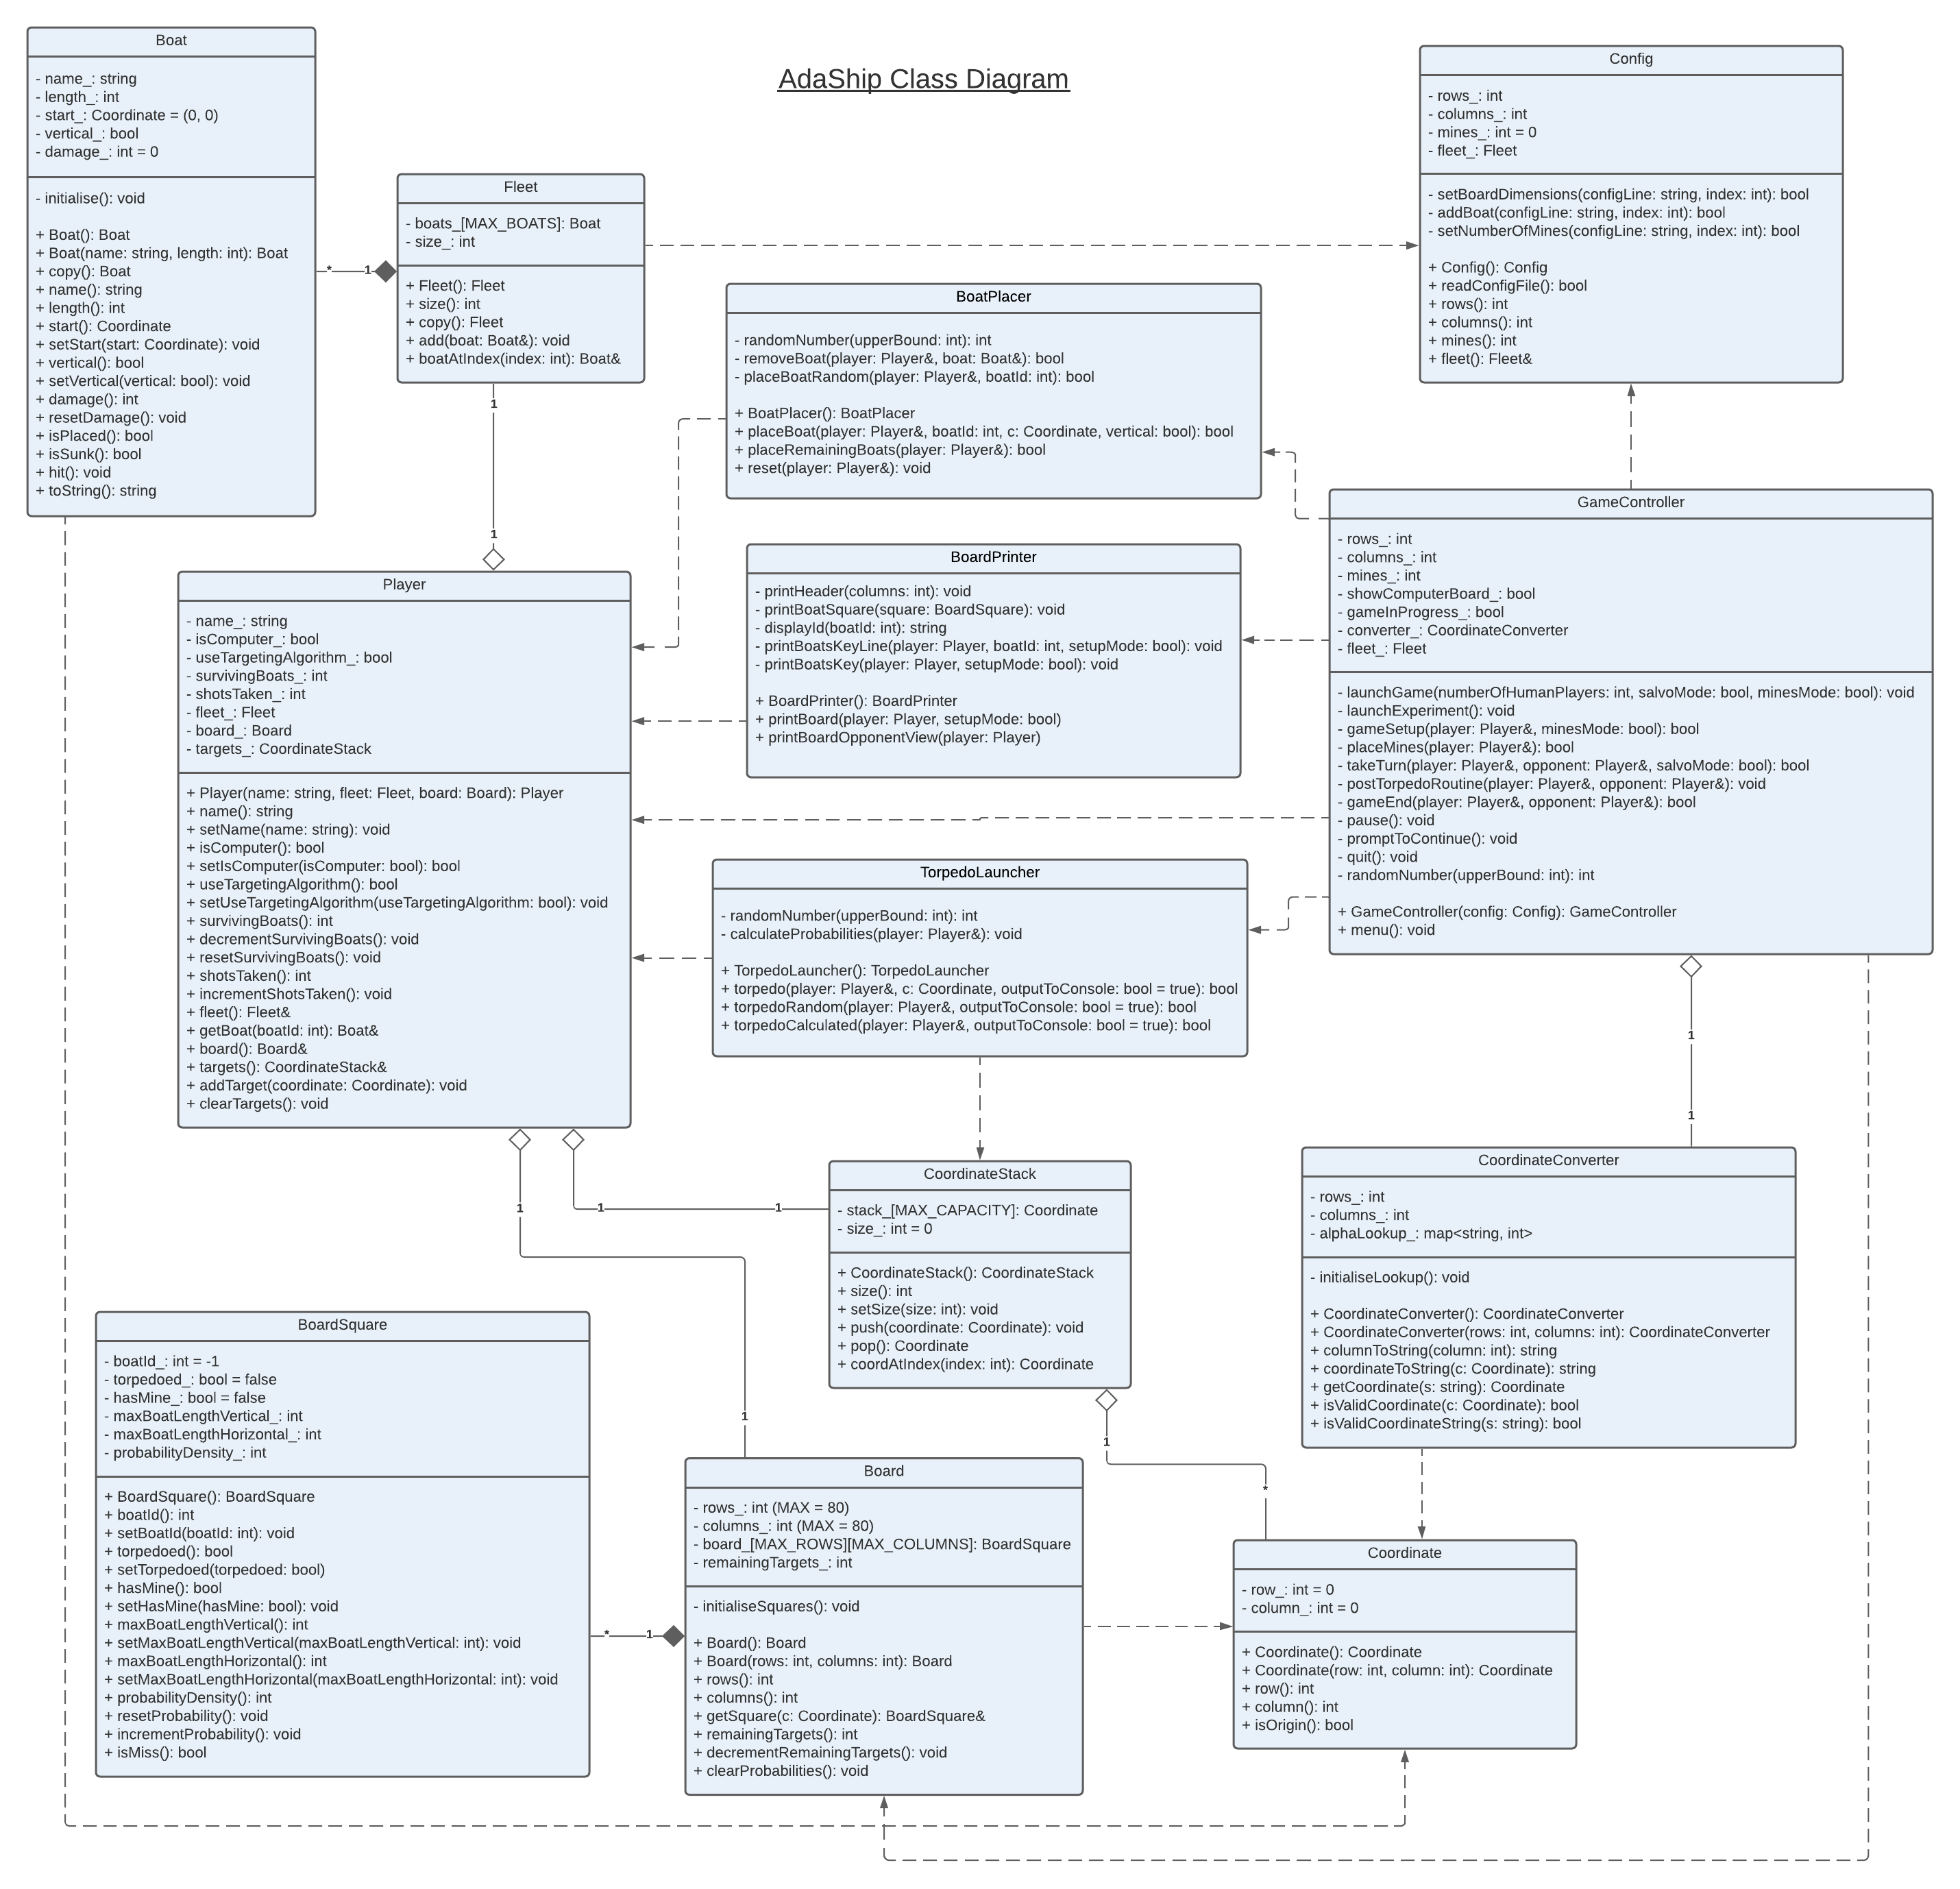 AdaShip Class Diagram
Boat
- name_: string
- length_: int
- start_: Coordinate = (0, 0)
- vertical_: bool
- damage_: int = 0
- initialise(): void
+ Boat(): Boat
+ Boat(name: string, length: int): Boat
+ copy(): Boat
+ name(): string
+ length(): int
+ start(): Coordinate
+ setStart(start: Coordinate): void
+ vertical(): bool
+ setVertical(vertical: bool): void
+ damage(): int
+ resetDamage(): void
+ isPlaced(): bool
+ isSunk(): bool
+ hit(): void
+ toString(): string
* 1
Fleet
- boats_[MAX_BOATS]: Boat
- size_: int
+ Fleet(): Fleet
+ size(): int
+ copy(): Fleet
+ add(boat: Boat&): void
+ boatAtIndex(index: int): Boat&
1
1
Config
- rows_: int
- columns_: int
- mines_: int = 0
- fleet_: Fleet
- setBoardDimensions(configLine: string, index: int): bool
- addBoat(configLine: string, index: int): bool
- setNumberOfMines(configLine: string, index: int): bool
+ Config(): Config
+ readConfigFile(): bool
+ rows(): int
+ columns(): int
+ mines(): int
+ fleet(): Fleet&
BoatPlacer
- randomNumber(upperBound: int): int
- removeBoat(player: Player&, boat: Boat&): bool
- placeBoatRandom(player: Player&, boatId: int): bool
+ BoatPlacer(): BoatPlacer
+ placeBoat(player: Player&, boatId: int, c: Coordinate, vertical: bool): bool
+ placeRemainingBoats(player: Player&): bool
+ reset(player: Player&): void
GameController
- rows_: int
- columns_: int
- mines_: int
- showComputerBoard_: bool
- gameInProgress_: bool
- converter_: CoordinateConverter
- fleet_: Fleet
- launchGame(numberOfHumanPlayers: int, salvoMode: bool, minesMode: bool): void
- launchExperiment(): void
- gameSetup(player: Player&, minesMode: bool): bool
- placeMines(player: Player&): bool
- takeTurn(player: Player&, opponent: Player&, salvoMode: bool): bool
- postTorpedoRoutine(player: Player&, opponent: Player&): void
- gameEnd(player: Player&, opponent: Player&): bool
- pause(): void
- promptToContinue(): void
- quit(): void
- randomNumber(upperBound: int): int
+ GameController(config: Config): GameController
+ menu(): void
1
1
BoardPrinter
- printHeader(columns: int): void
- printBoatSquare(square: BoardSquare): void
- displayId(boatId: int): string
- printBoatsKeyLine(player: Player, boatId: int, setupMode: bool): void
- printBoatsKey(player: Player, setupMode: bool): void
+ BoardPrinter(): BoardPrinter
+ printBoard(player: Player, setupMode: bool)
+ printBoardOpponentView(player: Player)
Player
- name_: string
- isComputer_: bool
- useTargetingAlgorithm_: bool
- survivingBoats_: int
- shotsTaken_: int
- fleet_: Fleet
- board_: Board
- targets_: CoordinateStack
+ Player(name: string, fleet: Fleet, board: Board): Player
+ name(): string
+ setName(name: string): void
+ isComputer(): bool
+ setIsComputer(isComputer: bool): bool
+ useTargetingAlgorithm(): bool
+ setUseTargetingAlgorithm(useTargetingAlgorithm: bool): void
+ survivingBoats(): int
+ decrementSurvivingBoats(): void
+ resetSurvivingBoats(): void
+ shotsTaken(): int
+ incrementShotsTaken(): void
+ fleet(): Fleet&
+ getBoat(boatId: int): Boat&
+ board(): Board&
+ targets(): CoordinateStack&
+ addTarget(coordinate: Coordinate): void
+ clearTargets(): void
1 1
1
1
TorpedoLauncher
- randomNumber(upperBound: int): int
- calculateProbabilities(player: Player&): void
+ TorpedoLauncher(): TorpedoLauncher
+ torpedo(player: Player&, c: Coordinate, outputToConsole: bool = true): bool
+ torpedoRandom(player: Player&, outputToConsole: bool = true): bool
+ torpedoCalculated(player: Player&, outputToConsole: bool = true): bool
CoordinateStack
- stack_[MAX_CAPACITY]: Coordinate
- size_: int = 0
+ CoordinateStack(): CoordinateStack
+ size(): int
+ setSize(size: int): void
+ push(coordinate: Coordinate): void
+ pop(): Coordinate
+ coordAtIndex(index: int): Coordinate
1
*
CoordinateConverter
- rows_: int
- columns_: int
- alphaLookup_: map<string, int>
- initialiseLookup(): void
+ CoordinateConverter(): CoordinateConverter
+ CoordinateConverter(rows: int, columns: int): CoordinateConverter
+ columnToString(column: int): string
+ coordinateToString(c: Coordinate): string
+ getCoordinate(s: string): Coordinate
+ isValidCoordinate(c: Coordinate): bool
+ isValidCoordinateString(s: string): bool
BoardSquare
- boatId_: int = -1
- torpedoed_: bool = false
- hasMine_: bool = false
- maxBoatLengthVertical_: int
- maxBoatLengthHorizontal_: int
- probabilityDensity_: int
+ BoardSquare(): BoardSquare
+ boatId(): int
+ setBoatId(boatId: int): void
+ torpedoed(): bool
+ setTorpedoed(torpedoed: bool)
+ hasMine(): bool
+ setHasMine(hasMine: bool): void
+ maxBoatLengthVertical(): int
+ setMaxBoatLengthVertical(maxBoatLengthVertical: int): void
+ maxBoatLengthHorizontal(): int
+ setMaxBoatLengthHorizontal(maxBoatLengthHorizontal: int): void
+ probabilityDensity(): int
+ resetProbability(): void
+ incrementProbability(): void
+ isMiss(): bool
* 1
Board
- rows_: int (MAX = 80)
- columns_: int (MAX = 80)
- board_[MAX_ROWS][MAX_COLUMNS]: BoardSquare
- remainingTargets_: int
- initialiseSquares(): void
+ Board(): Board
+ Board(rows: int, columns: int): Board
+ rows(): int
+ columns(): int
+ getSquare(c: Coordinate): BoardSquare&
+ remainingTargets(): int
+ decrementRemainingTargets(): void
+ clearProbabilities(): void
Coordinate
- row_: int = 0
- column_: int = 0
+ Coordinate(): Coordinate
+ Coordinate(row: int, column: int): Coordinate
+ row(): int
+ column(): int
+ isOrigin(): bool